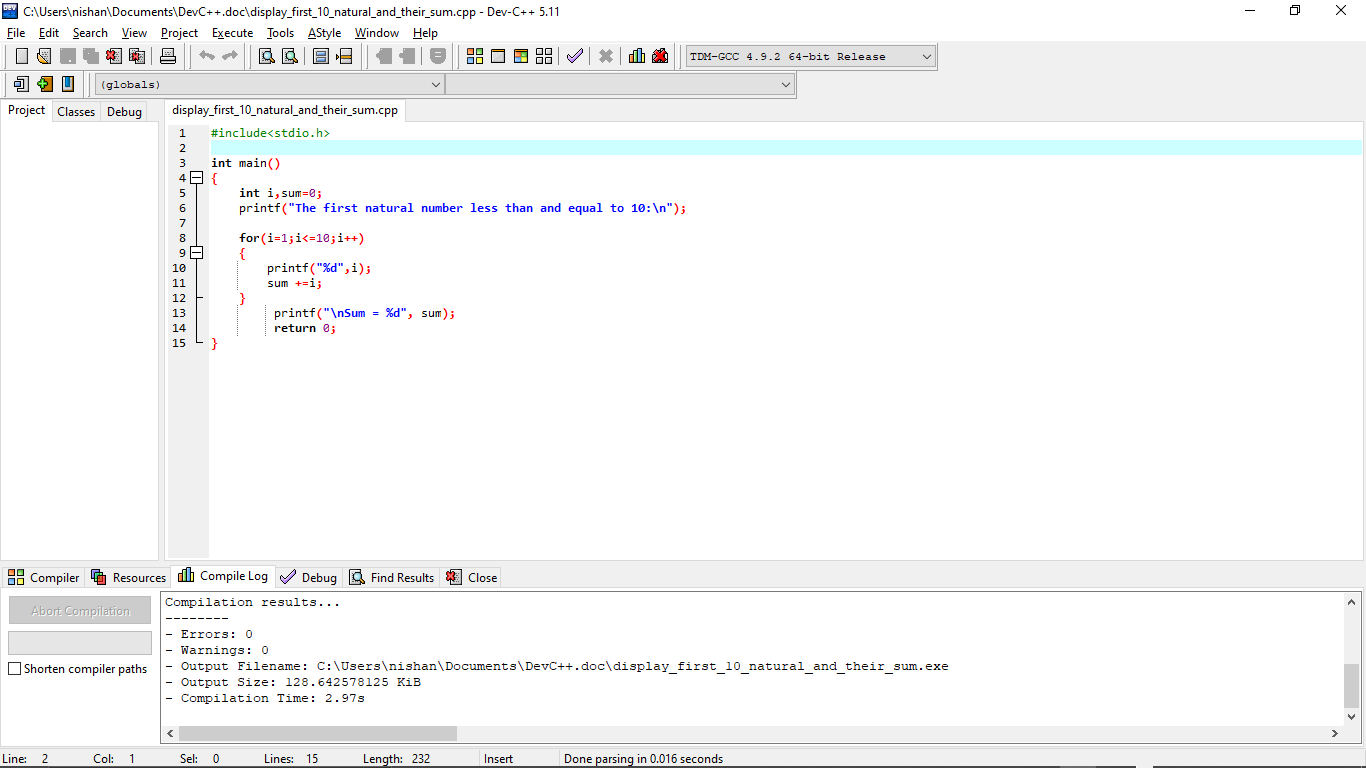 C:\Users\nishan\Documents\DevC++.doc\display_first_10_natural_and_their_sum.cpp - Dev-C++ 5.11
File Edit Search View Project Execute Tools AStyle Window Help
TDM-GCC 4.9.2 64-bit Release
(globals)
Project Classes Debug
display_first_10_natural_and_their_sum.cpp
1 #include<stdio.h>
2
3 int main()
4 {
5 int i,sum=0;
6 printf("The first natural number less than and equal to 10:\n");
7
8 for(i=1;i<=10;i++)
9 {
10 printf("%d",i);
11 sum +=i;
12 }
13 printf("\nSum = %d", sum);
14 return 0;
15 }
Compiler Resources Compile Log Debug Find Results Close
Abort Compilation
Shorten compiler paths
Compilation results...
--------
- Errors: 0
- Warnings: 0
- Output Filename: C:\Users\nishan\Documents\DevC++.doc\display_first_10_natural_and_their_sum.exe
- Output Size: 128.642578125 KiB
- Compilation Time: 2.97s
Line: 2 Col: 1 Sel: 0 Lines: 15 Length: 232 Insert Done parsing in 0.016 seconds